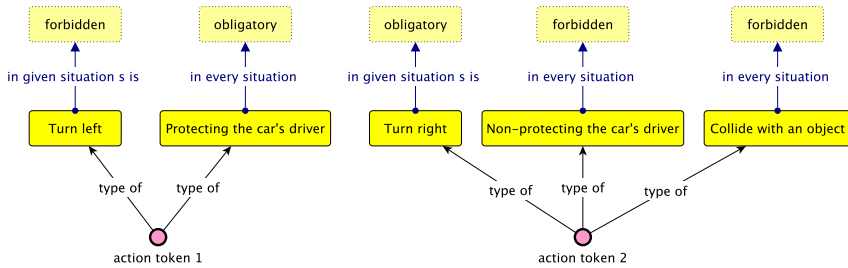 forbidden
obligatory
obligatory
forbidden
forbidden
in given situation s is
in every situation
in given situation s is
in every situation
in every situation
Turn left
Protecting the car's driver
Turn right
Non-protecting the car's driver
Collide with an object
type of
type of
type of
type of
type of
action token 1
action token 2